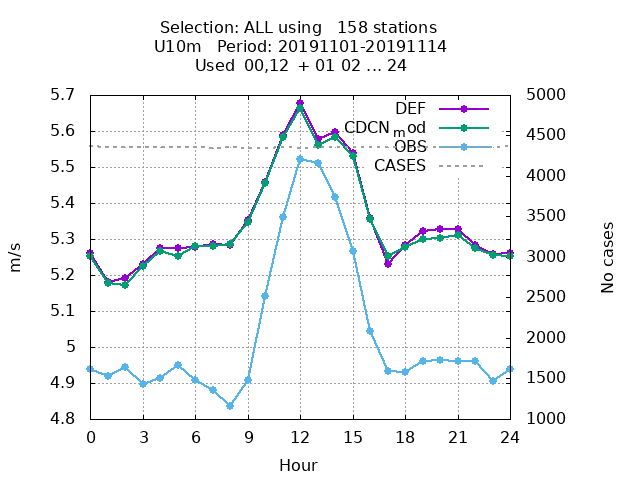 Selection: ALL using   158 stations
U10m   Period: 20191101-20191114
Used  00,12  + 01 02 ... 24
5.7
5.6
5.5
5.4
5.3
5.2
5.1
5
4.9
4.8
m/s
DEF
CDCN_mod
OBS
CASES
5000
4500
4000
3500
3000
2500
2000
1500
1000
No cases
0 3 6 9 12 15 18 21 24
Hour